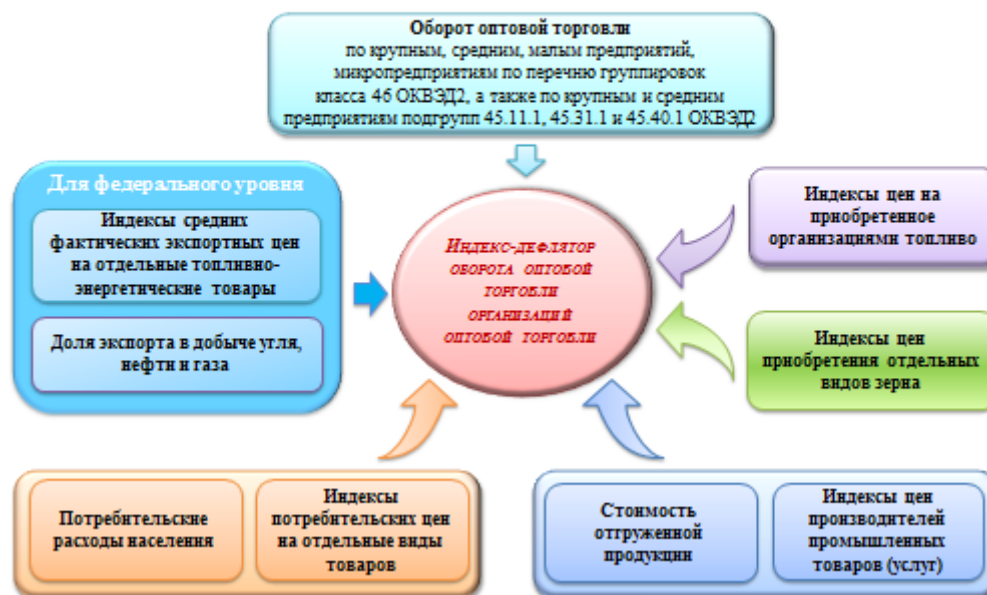 Оборот оптовой торговли
по крупным, средним, малым предприятий,
микропредприятиям по перечню группировок
класса 46 ОКВЭД2, а также по крупным и средним
предприятиям подгрупп 45.11.1, 45.31.1 и 45.40.1 ОКВЭД2
Для федерального уровня
Индексы средних
фактических экспортных цен
на отдельные топливно-
энергетические товары
Доля экспорта в добыче угля,
нефти и газа
Индекс-дефлятор
оборота оптовой
торговли
организаций
оптовой торговли
Индексы цен на
приобретенное
организациями топливо
Индексы цен
приобретения отдельных
видов зерна
Потребительские
расходы населения
Индексы
потребительских цен
на отдельные виды
товаров
Стоимость
отгруженной
продукции
Индексы цен
производителей
промышленных
товаров (услуг)